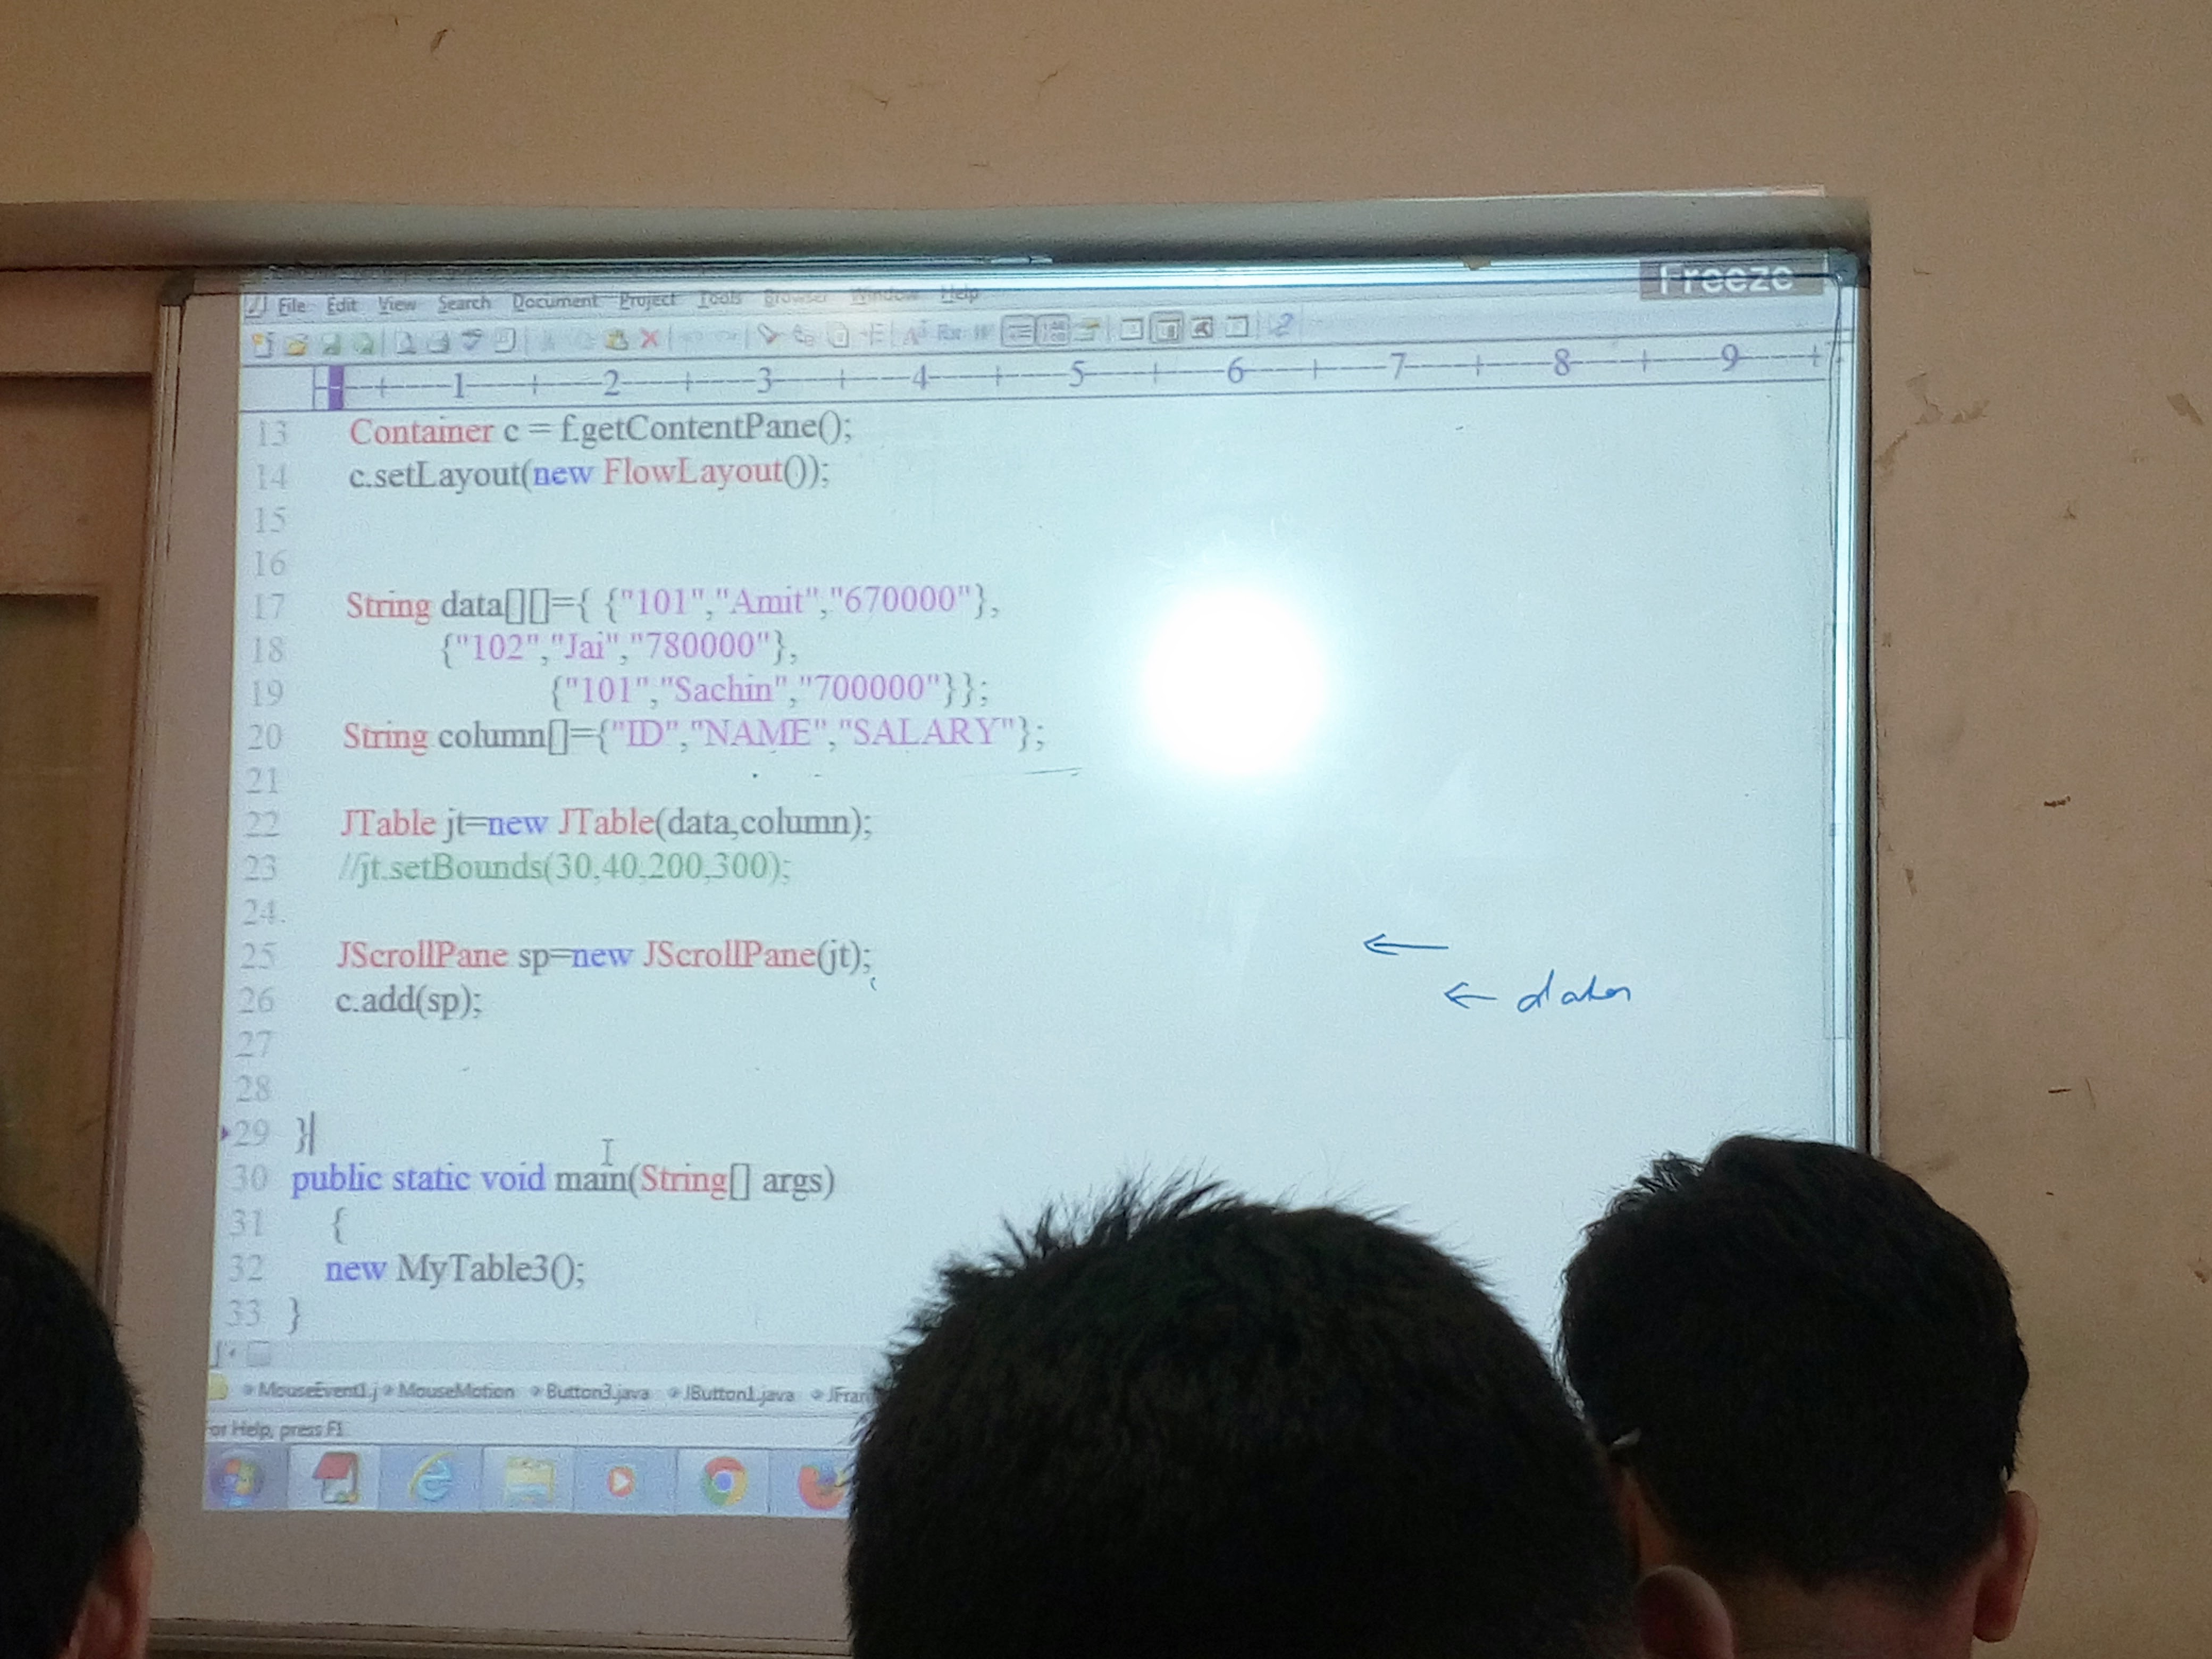 Freeze
File Edit View Search Document Project Tools Browser Window Help
1 2 3 4 5 6 7 8 9
13 Container c = f.getContentPane();
14 c.setLayout(new FlowLayout());
15
16
17 String data[][]={ {"101","Amit","670000"},
18 {"102","Jai","780000"},
19 {"101","Sachin","700000"}};
20 String column[]={"ID","NAME","SALARY"};
21
22 JTable jt=new JTable(data,column);
23 //jt.setBounds(30,40,200,300);
24
25 JScrollPane sp=new JScrollPane(jt);
26 c.add(sp);
27
28
29 }
30 public static void main(String[] args)
31 {
32 new MyTable3();
33 }
MouseEvent1.j MouseMotion Button3.java JButton1.java JFram
or Help, press F1